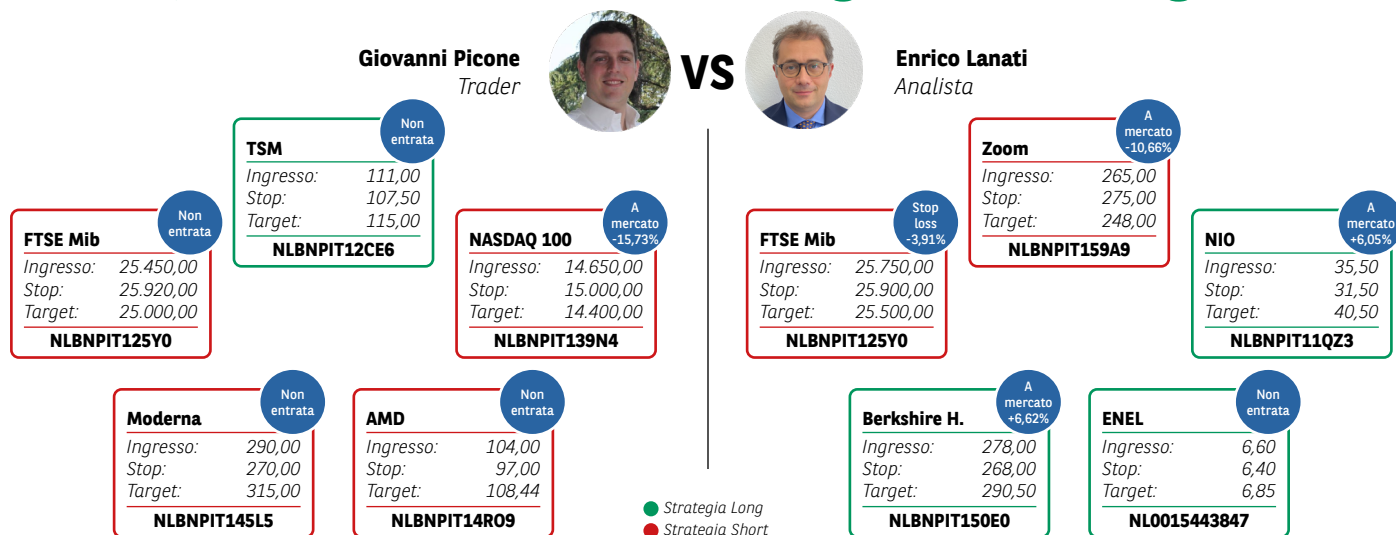 Giovanni Picone
Trader
VS
Enrico Lanati
Analista
Non
entrata
TSM
Ingresso: 111,00
Stop: 107,50
Target: 115,00
NLBNPIT12CE6
Non
entrata
FTSE Mib
Ingresso: 25.450,00
Stop: 25.920,00
Target: 25.000,00
NLBNPIT125Y0
A
mercato
-15,73%
NASDAQ 100
Ingresso: 14.650,00
Stop: 15.000,00
Target: 14.400,00
NLBNPIT139N4
Non
entrata
Moderna
Ingresso: 290,00
Stop: 270,00
Target: 315,00
NLBNPIT145L5
Non
entrata
AMD
Ingresso: 104,00
Stop: 97,00
Target: 108,44
NLBNPIT14RO9
A
mercato
-10,66%
Zoom
Ingresso: 265,00
Stop: 275,00
Target: 248,00
NLBNPIT159A9
Stop
loss
-3,91%
FTSE Mib
Ingresso: 25.750,00
Stop: 25.900,00
Target: 25.500,00
NLBNPIT125Y0
A
mercato
+6,05%
NIO
Ingresso: 35,50
Stop: 31,50
Target: 40,50
NLBNPIT11QZ3
A
mercato
+6,62%
Berkshire H.
Ingresso: 278,00
Stop: 268,00
Target: 290,50
NLBNPIT150E0
Non
entrata
ENEL
Ingresso: 6,60
Stop: 6,40
Target: 6,85
NL0015443847
Strategia Long
Strategia Short